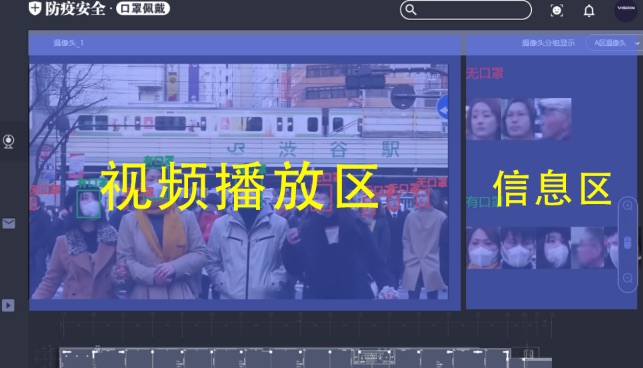 防疫安全·口罩佩戴
VISION
摄像头_1
摄像头分组显示
A区摄像头
无口罩
JR 渋谷駅
视频播放区
信息区
有口罩